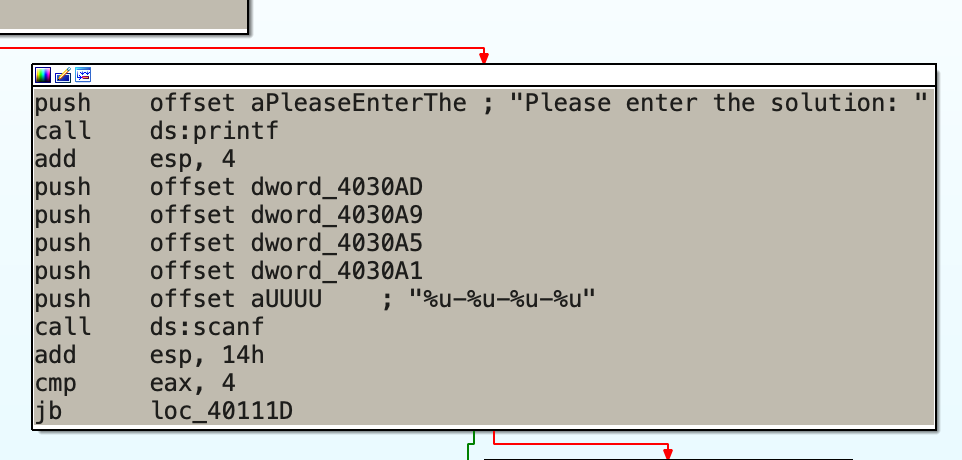 push    offset aPleaseEnterThe ; "Please enter the solution: "
call    ds:printf
add     esp, 4
push    offset dword_4030AD
push    offset dword_4030A9
push    offset dword_4030A5
push    offset dword_4030A1
push    offset aUUUU    ; "%u-%u-%u-%u"
call    ds:scanf
add     esp, 14h
cmp     eax, 4
jb      loc_40111D